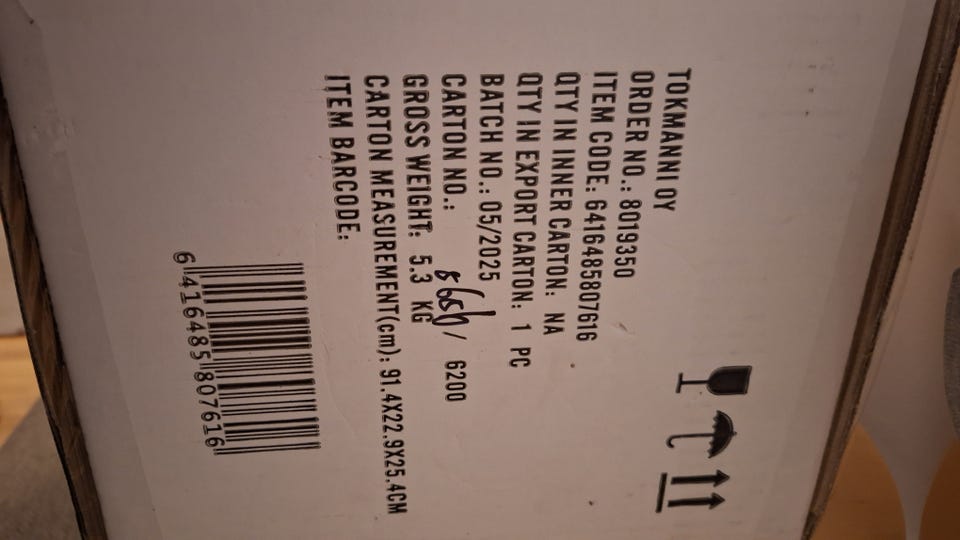 TOKMANNI OY
ORDER NO.: 8019350
ITEM CODE: 6416485807616
QTY IN INNER CARTON: NA
QTY IN EXPORT CARTON: 1 PC
BATCH NO.: 05/2025
CARTON NO.: / 6200
GROSS WEIGHT: 5.3 KG
CARTON MEASUREMENT(cm): 91.4X22.9X25.4CM
ITEM BARCODE:
6 416485 807616